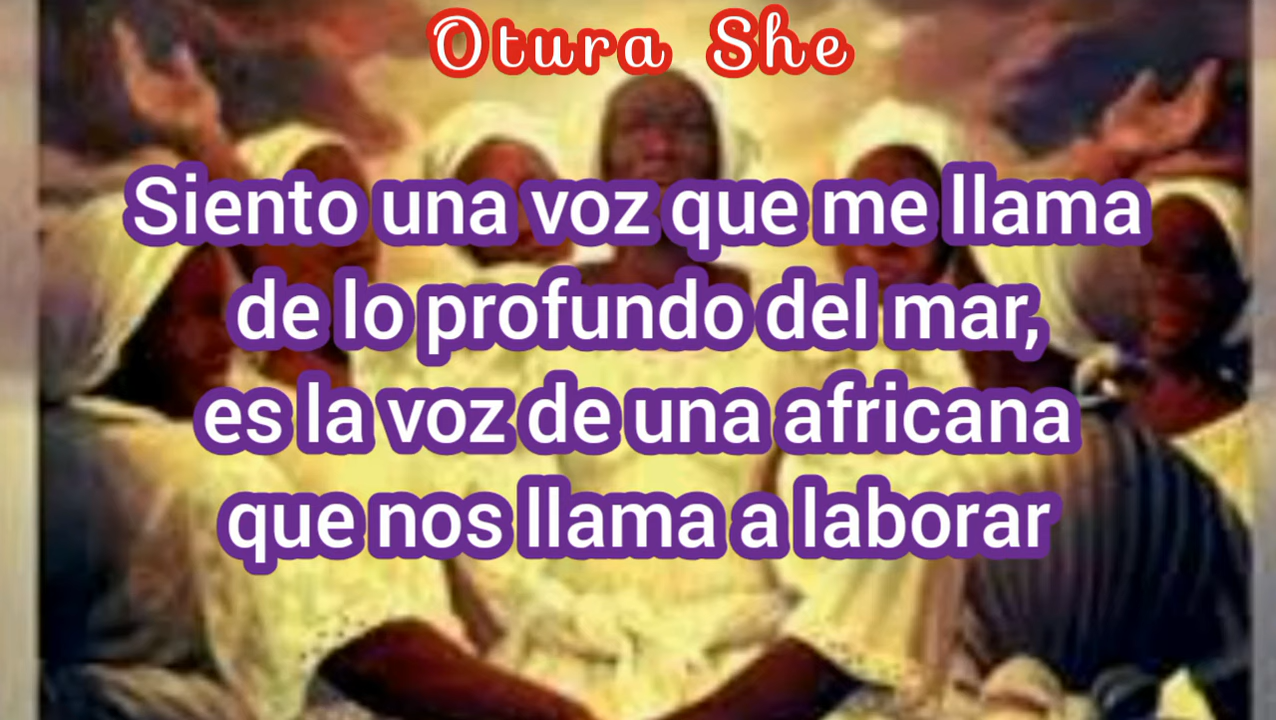 Otura She
Siento una voz que me llama
de lo profundo del mar,
es la voz de una africana
que nos llama a laborar